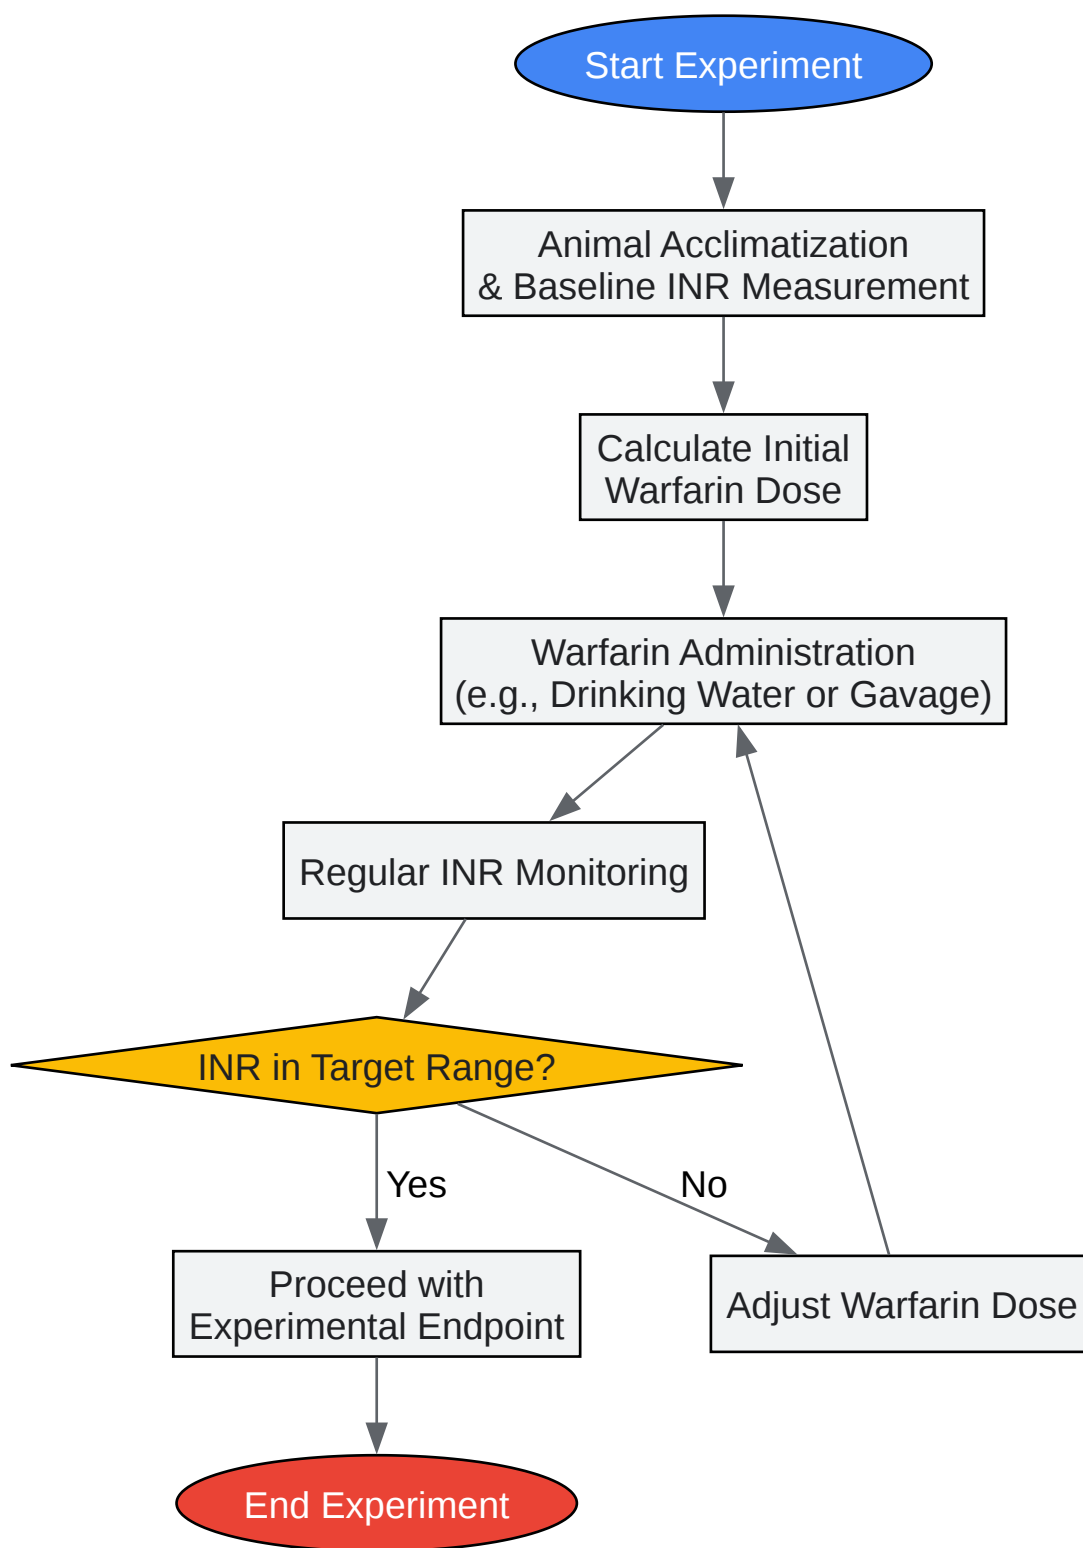 Start Experiment
Animal Acclimatization
& Baseline INR Measurement
Calculate Initial
Warfarin Dose
Warfarin Administration
(e.g., Drinking Water or Gavage)
Regular INR Monitoring
INR in Target Range?
Yes
No
Proceed with
Experimental Endpoint
Adjust Warfarin Dose
End Experiment